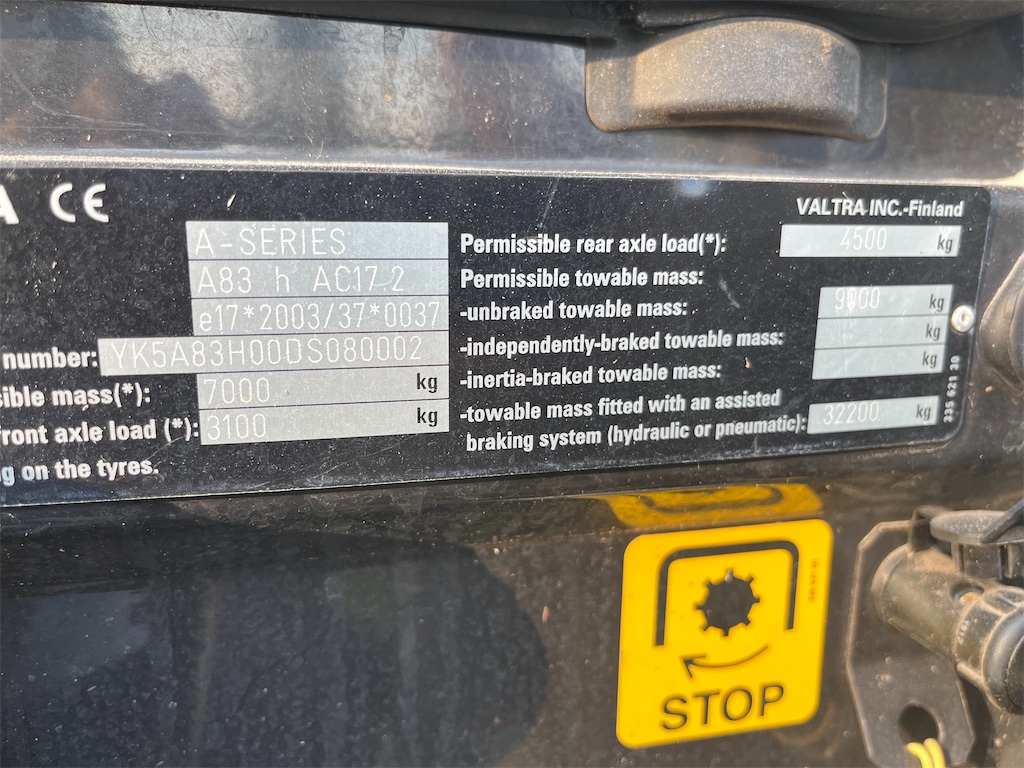 A CE
VALTRA INC.-Finland
A-SERIES
A83 h AC17.2
e17*2003/37*0037
number: YK5A83H00DS080002
sible mass(*): 7000 kg
front axle load (*): 3100 kg
g on the tyres.
Permissible rear axle load(*): 4500 kg
Permissible towable mass:
-unbraked towable mass: kg
-independently-braked towable mass: kg
-inertia-braked towable mass: kg
-towable mass fitted with an assisted
braking system (hydraulic or pneumatic): 32200 kg
STOP